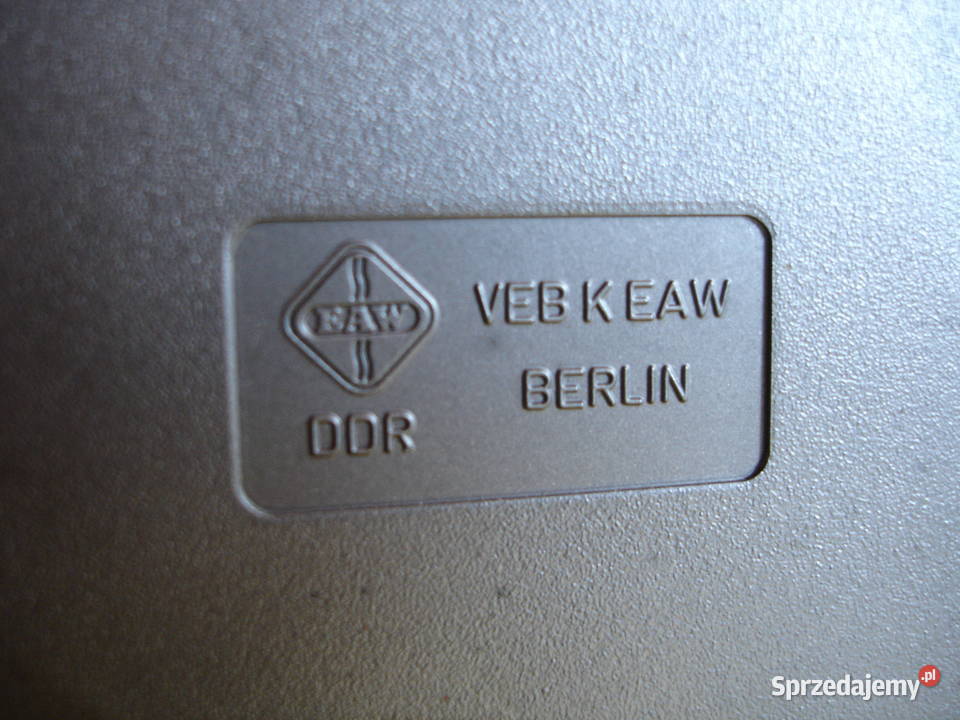 EAW
VEB K EAW
BERLIN
DDR
Sprzedajemy.pl